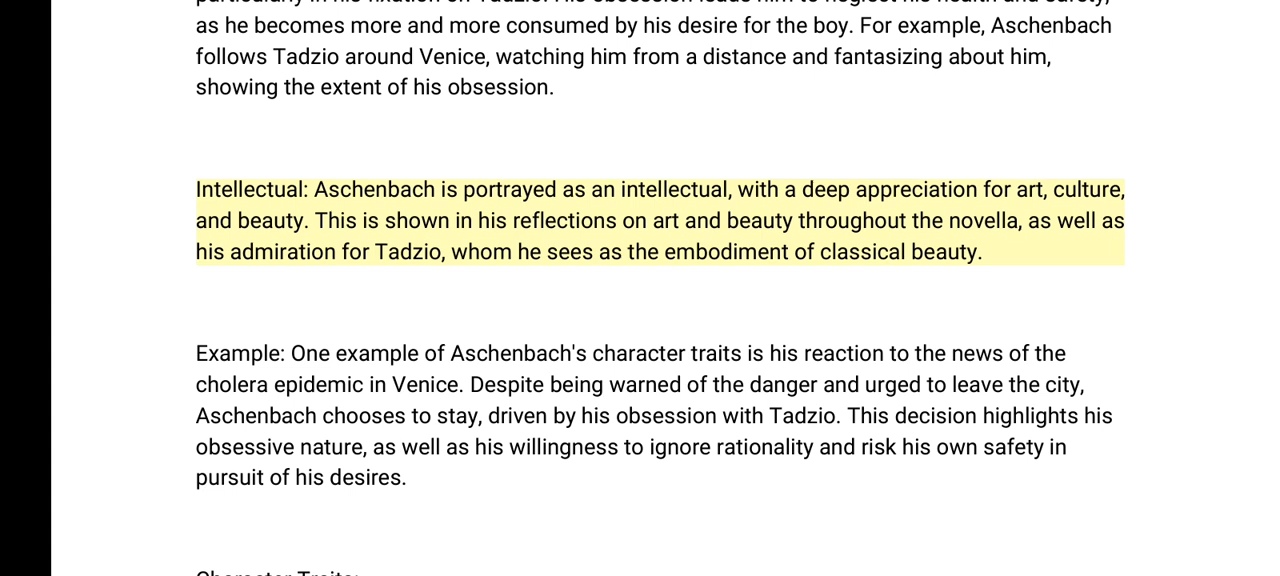 as he becomes more and more consumed by his desire for the boy. For example, Aschenbach
follows Tadzio around Venice, watching him from a distance and fantasizing about him,
showing the extent of his obsession.
Intellectual: Aschenbach is portrayed as an intellectual, with a deep appreciation for art, culture,
and beauty. This is shown in his reflections on art and beauty throughout the novella, as well as
his admiration for Tadzio, whom he sees as the embodiment of classical beauty.
Example: One example of Aschenbach's character traits is his reaction to the news of the
cholera epidemic in Venice. Despite being warned of the danger and urged to leave the city,
Aschenbach chooses to stay, driven by his obsession with Tadzio. This decision highlights his
obsessive nature, as well as his willingness to ignore rationality and risk his own safety in
pursuit of his desires.